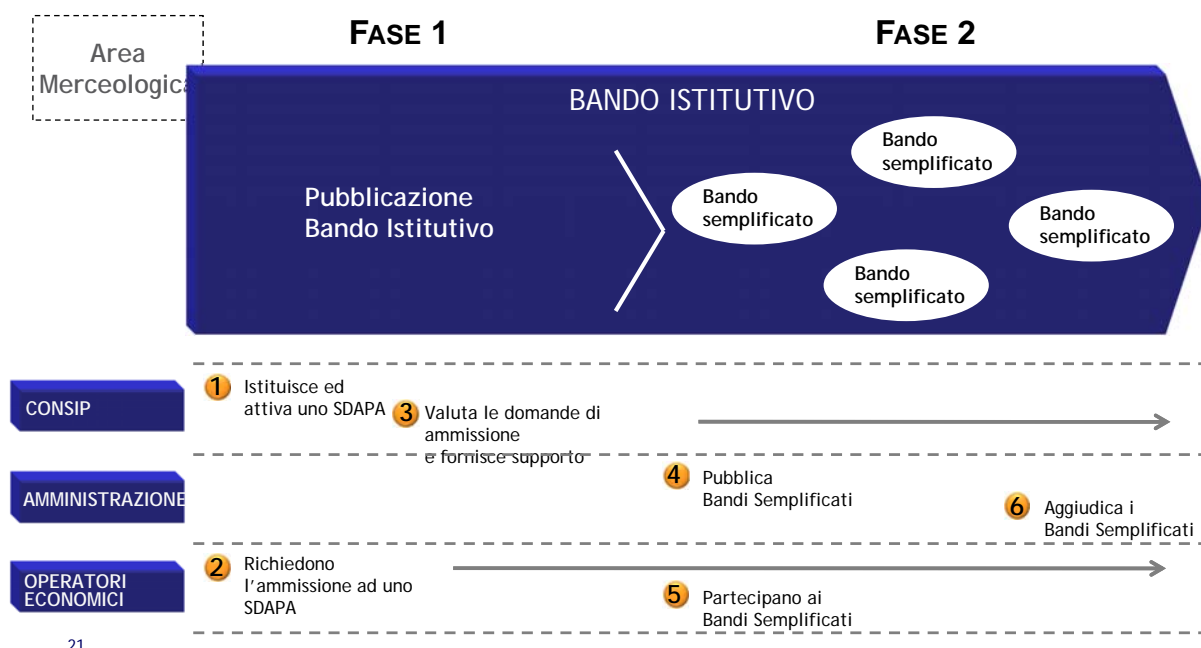 FASE 1
FASE 2
Area
Merceologica
BANDO ISTITUTIVO
Pubblicazione
Bando Istitutivo
Bando
semplificato
Bando
semplificato
Bando
semplificato
Bando
semplificato
CONSIP
1 Istituisce ed
attiva uno SDAPA
3 Valuta le domande di
ammissione
e fornisce supporto
AMMINISTRAZIONE
4 Pubblica
Bandi Semplificati
6 Aggiudica i
Bandi Semplificati
OPERATORI
ECONOMICI
2 Richiedono
l'ammissione ad uno
SDAPA
5 Partecipano ai
Bandi Semplificati
21